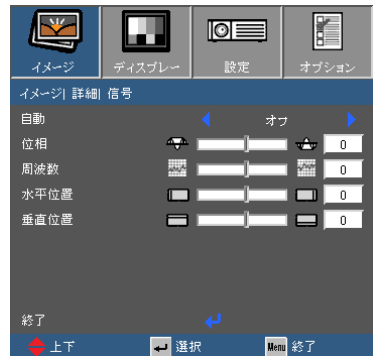 イメージ ディスプレー 設定 オプション
イメージ| 詳細| 信号
自動 オフ
位相 0
周波数 0
水平位置 0
垂直位置 0
終了
上下 選択 Menu 終了